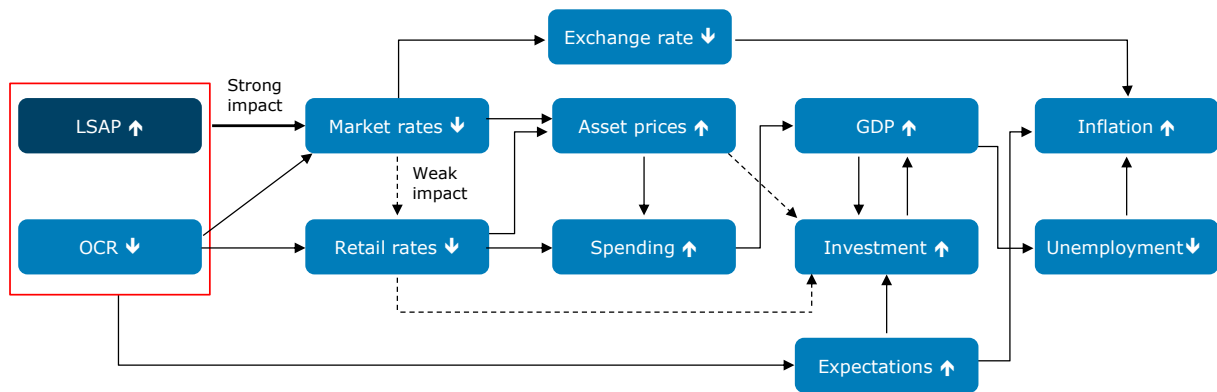 Exchange rate
Strong
impact
LSAP
Market rates
Asset prices
GDP
Inflation
Weak
impact
OCR
Retail rates
Spending
Investment
Unemployment
Expectations